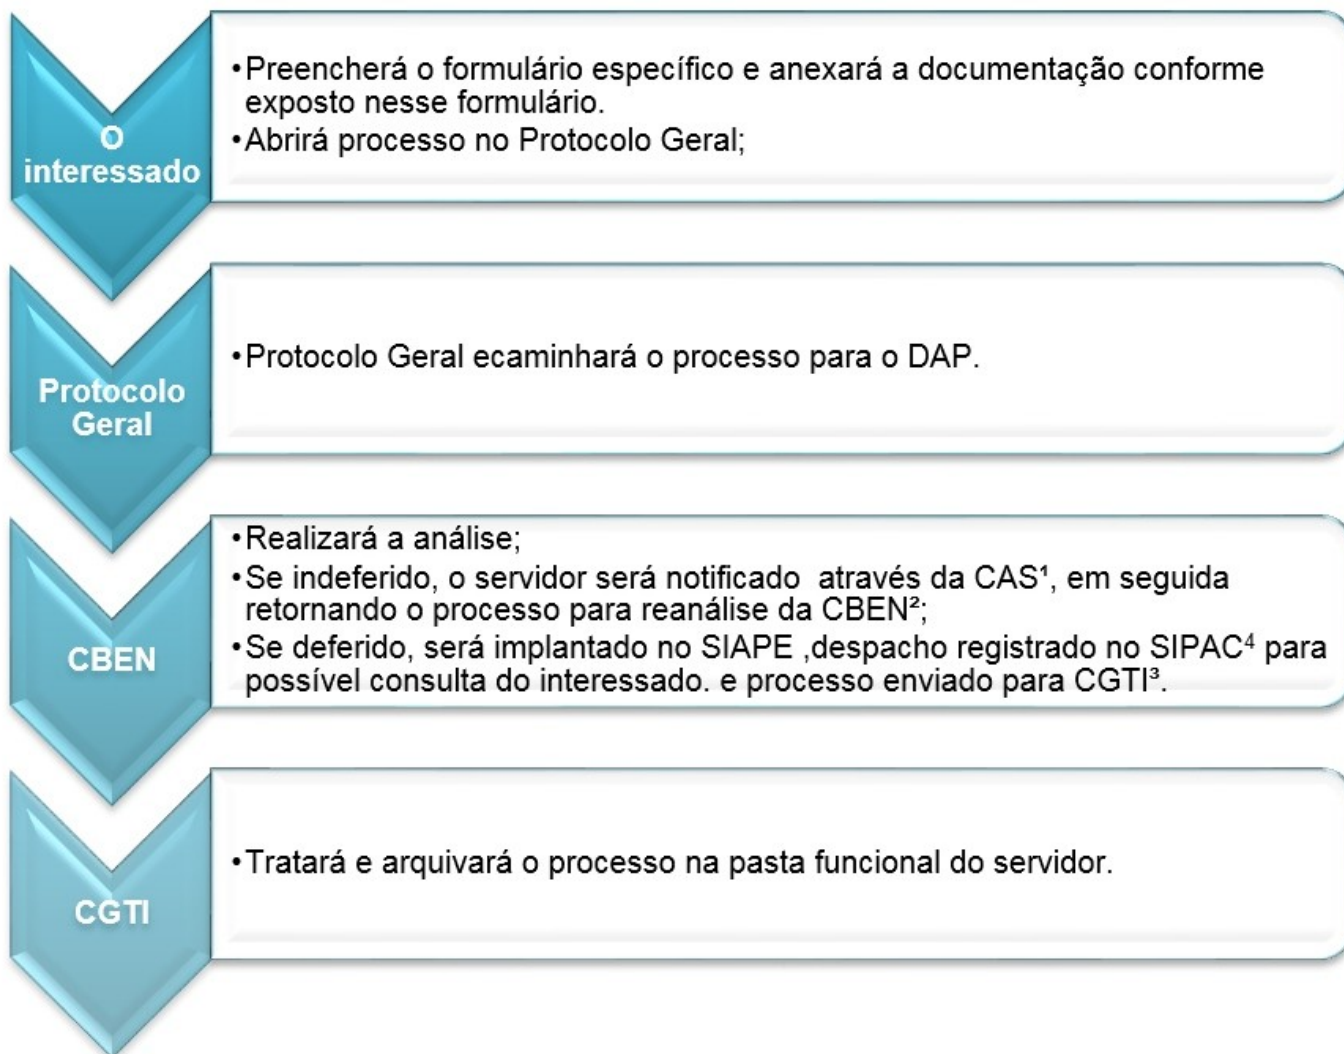 O
interessado
•Preencherá o formulário específico e anexará a documentação conforme
exposto nesse formulário.
•Abrirá processo no Protocolo Geral;
Protocolo
Geral
•Protocolo Geral ecaminhará o processo para o DAP.
CBEN
•Realizará a análise;
•Se indeferido, o servidor será notificado  através da CAS¹, em seguida
retornando o processo para reanálise da CBEN²;
•Se deferido, será implantado no SIAPE ,despacho registrado no SIPAC⁴ para
possível consulta do interessado. e processo enviado para CGTI³.
CGTI
•Tratará e arquivará o processo na pasta funcional do servidor.